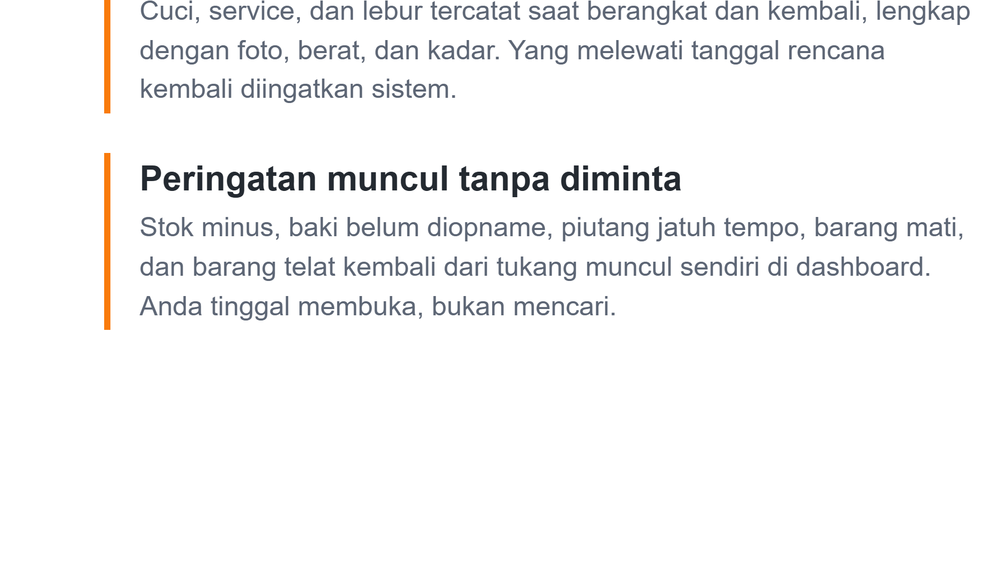 Cuci, service, dan lebur tercatat saat berangkat dan kembali, lengkap
dengan foto, berat, dan kadar. Yang melewati tanggal rencana
kembali diingatkan sistem.
Peringatan muncul tanpa diminta
Stok minus, baki belum diopname, piutang jatuh tempo, barang mati,
dan barang telat kembali dari tukang muncul sendiri di dashboard.
Anda tinggal membuka, bukan mencari.